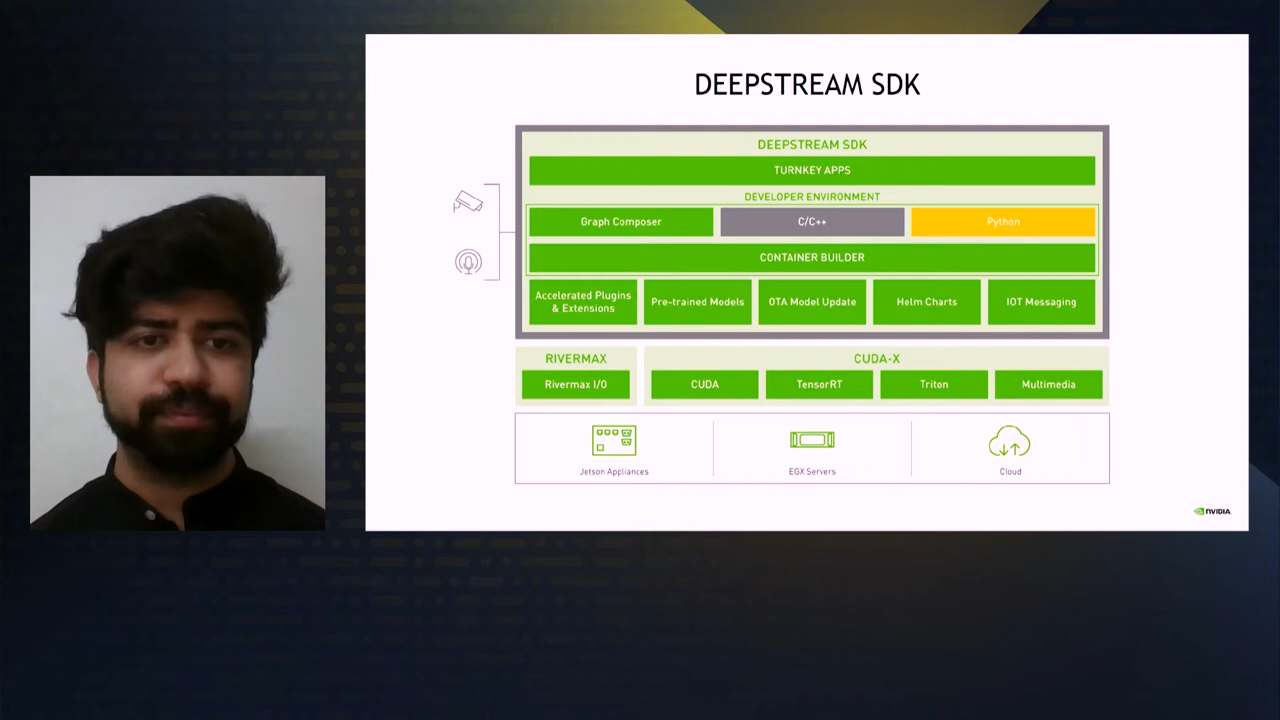 DEEPSTREAM SDK
DEEPSTREAM SDK
TURNKEY APPS
DEVELOPER ENVIRONMENT
Graph Composer
C/C++
Python
CONTAINER BUILDER
Accelerated Plugins
& Extensions
Pre-trained Models
OTA Model Update
Helm Charts
IOT Messaging
RIVERMAX
Rivermax I/O
CUDA-X
CUDA
TensorRT
Triton
Multimedia
Jetson Appliances
EGX Servers
Cloud
NVIDIA